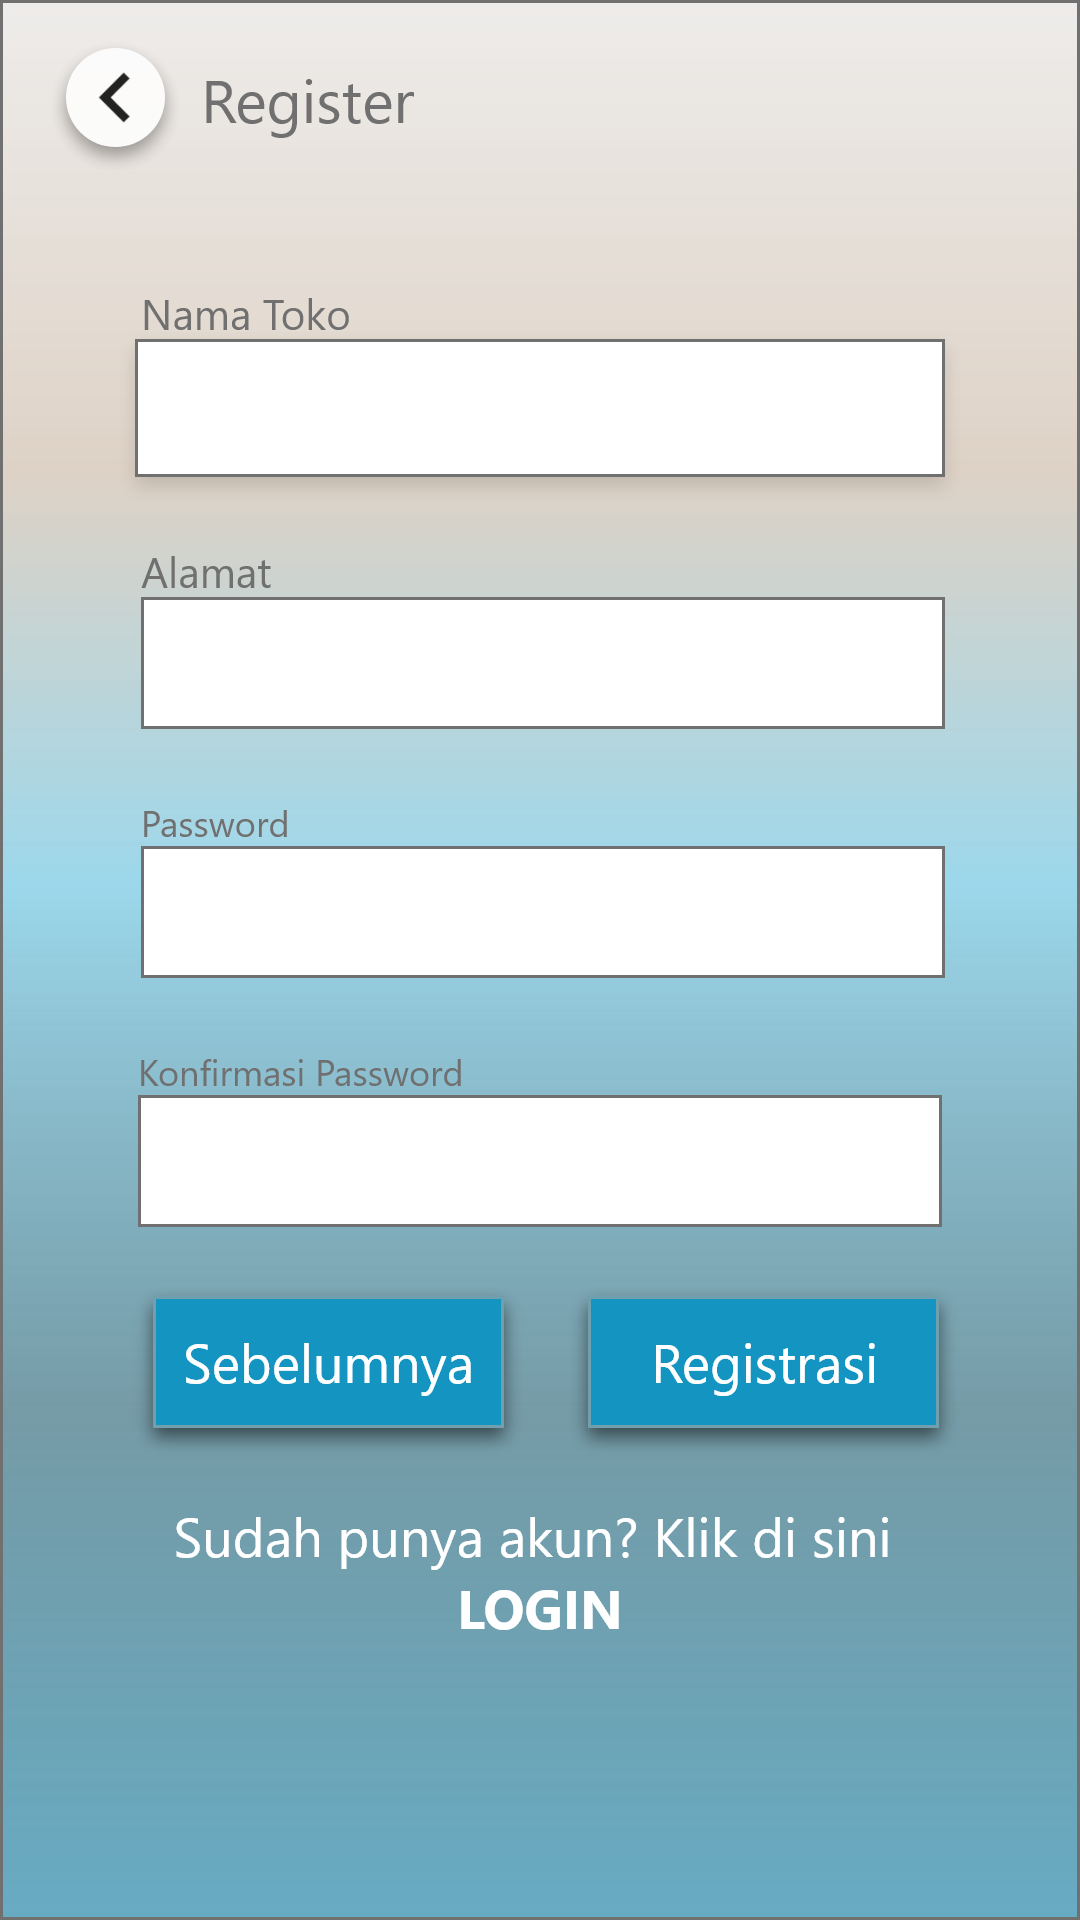 Register
Nama Toko
Alamat
Password
Konfirmasi Password
Sebelumnya
Registrasi
Sudah punya akun? Klik di sini
LOGIN